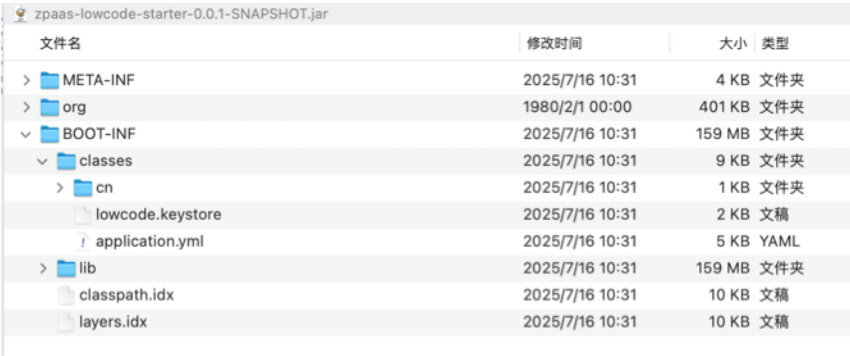 zpaas-lowcode-starter-0.0.1-SNAPSHOT.jar
文件名 修改时间 大小 类型
META-INF 2025/7/16 10:31 4 KB 文件夹
org 1980/2/1 00:00 401 KB 文件夹
BOOT-INF 2025/7/16 10:31 159 MB 文件夹
classes 2025/7/16 10:31 9 KB 文件夹
cn 2025/7/16 10:31 1 KB 文件夹
lowcode.keystore 2025/7/16 10:31 2 KB 文稿
application.yml 2025/7/16 10:31 5 KB YAML
lib 2025/7/16 10:31 159 MB 文件夹
classpath.idx 2025/7/16 10:31 10 KB 文稿
layers.idx 2025/7/16 10:31 10 KB 文稿